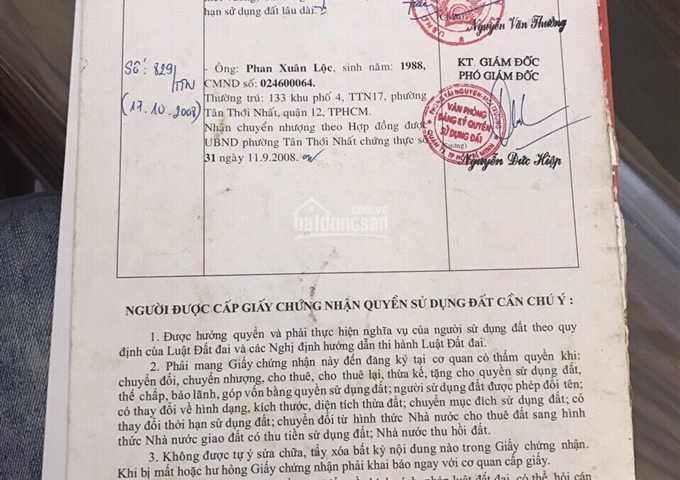 hạn sử dụng đất lâu dài.
Nguyễn Văn Thưởng
Số: 829/TTN
(17.10.2008)
- Ông: Phan Xuân Lộc, sinh năm: 1988,
CMND số: 024600064.
Thường trú: 133 khu phố 4, TTN17, phường
Tân Thới Nhất, quận 12, TPHCM.
Nhận chuyển nhượng theo Hợp đồng được
UBND phường Tân Thới Nhất chứng thực số
31 ngày 11.9.2008.
KT. GIÁM ĐỐC
PHÓ GIÁM ĐỐC
VĂN PHÒNG
ĐĂNG KÝ QUYỀN
SỬ DỤNG ĐẤT
Nguyễn Đức Hiệp
batdongsan.com.vn
NGƯỜI ĐƯỢC CẤP GIẤY CHỨNG NHẬN QUYỀN SỬ DỤNG ĐẤT CẦN CHÚ Ý :
1. Được hưởng quyền và phải thực hiện nghĩa vụ của người sử dụng đất theo quy
định của Luật Đất đai và các Nghị định hướng dẫn thi hành Luật Đất đai.
2. Phải mang Giấy chứng nhận này đến đăng ký tại cơ quan có thẩm quyền khi:
chuyển đổi, chuyển nhượng, cho thuê, cho thuê lại, thừa kế, tặng cho quyền sử dụng đất,
thế chấp, bảo lãnh, góp vốn bằng quyền sử dụng đất; người sử dụng đất được phép đổi tên;
có thay đổi về hình dạng, kích thước, diện tích thửa đất; chuyển mục đích sử dụng đất; có
thay đổi thời hạn sử dụng đất; chuyển đổi từ hình thức Nhà nước cho thuê đất sang hình
thức Nhà nước giao đất có thu tiền sử dụng đất; Nhà nước thu hồi đất.
3. Không được tự ý sửa chữa, tẩy xóa bất kỳ nội dung nào trong Giấy chứng nhận.
Khi bị mất hoặc hư hỏng Giấy chứng nhận phải khai báo ngay với cơ quan cấp giấy.